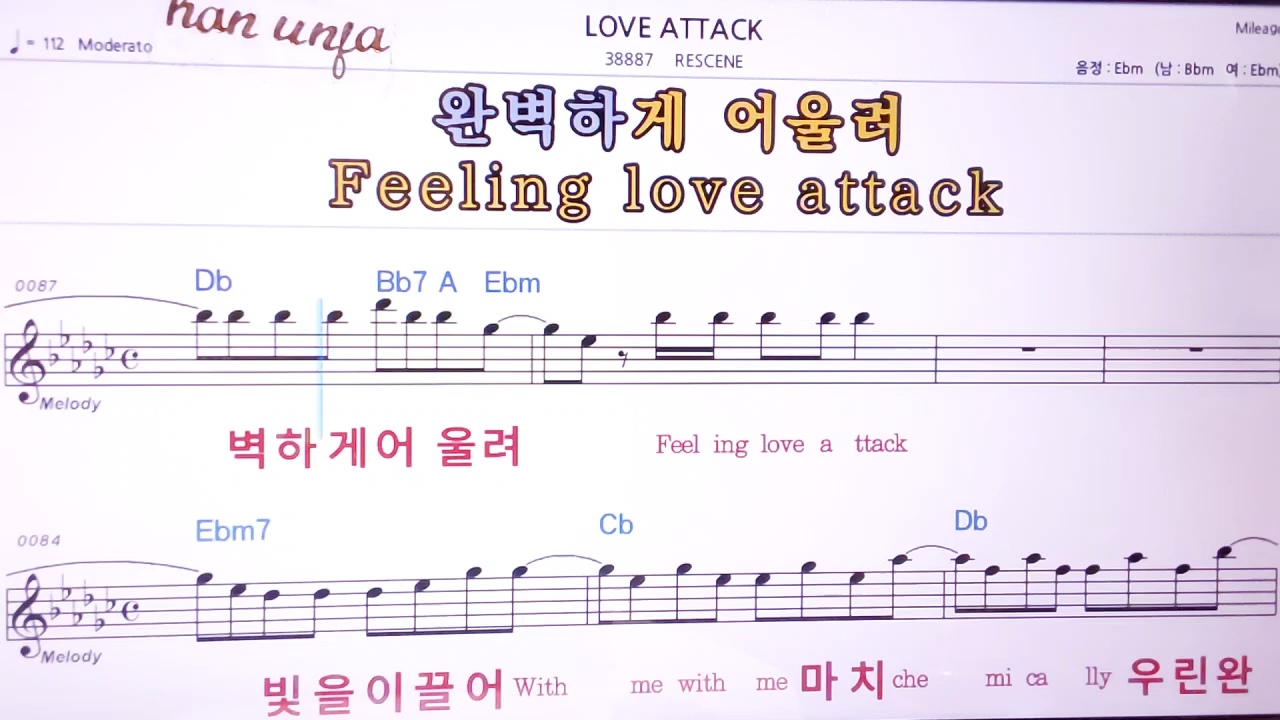 han unfa
LOVE ATTACK
♩= 112 Moderato
38887 RESCENE
음정 : Ebm (남 : Bbm 여 : Ebm)
완벽하게 어울려
Feeling love attack
0087
Db Bb7 A Ebm
Melody
벽하게어 울려 Feel ing love a ttack
0084
Ebm7 Cb Db
Melody
빛을이끌어 With me with me 마치 che mi ca lly 우린완